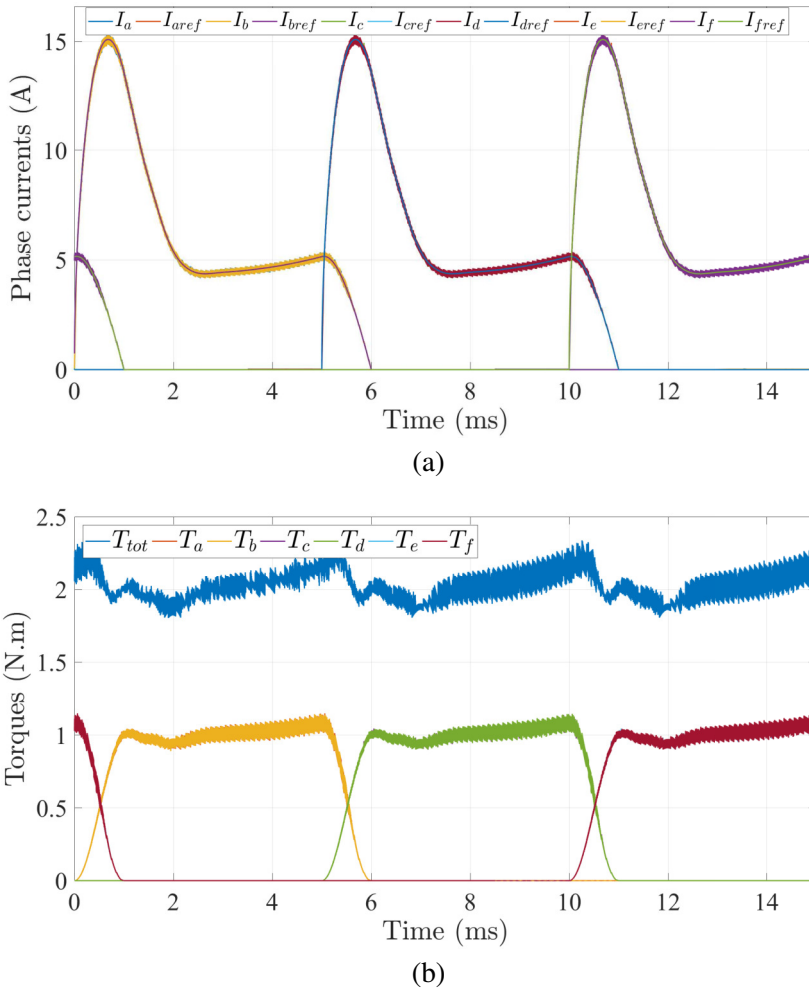 I_a I_aref I_b I_bref I_c I_cref I_d I_dref I_e I_eref I_f I_fref
15
10
5
0
Phase currents (A)
0 2 4 6 8 10 12 14
Time (ms)
(a)
T_tot T_a T_b T_c T_d T_e T_f
2.5
2
1.5
1
0.5
0
Torques (N.m)
0 2 4 6 8 10 12 14
Time (ms)
(b)